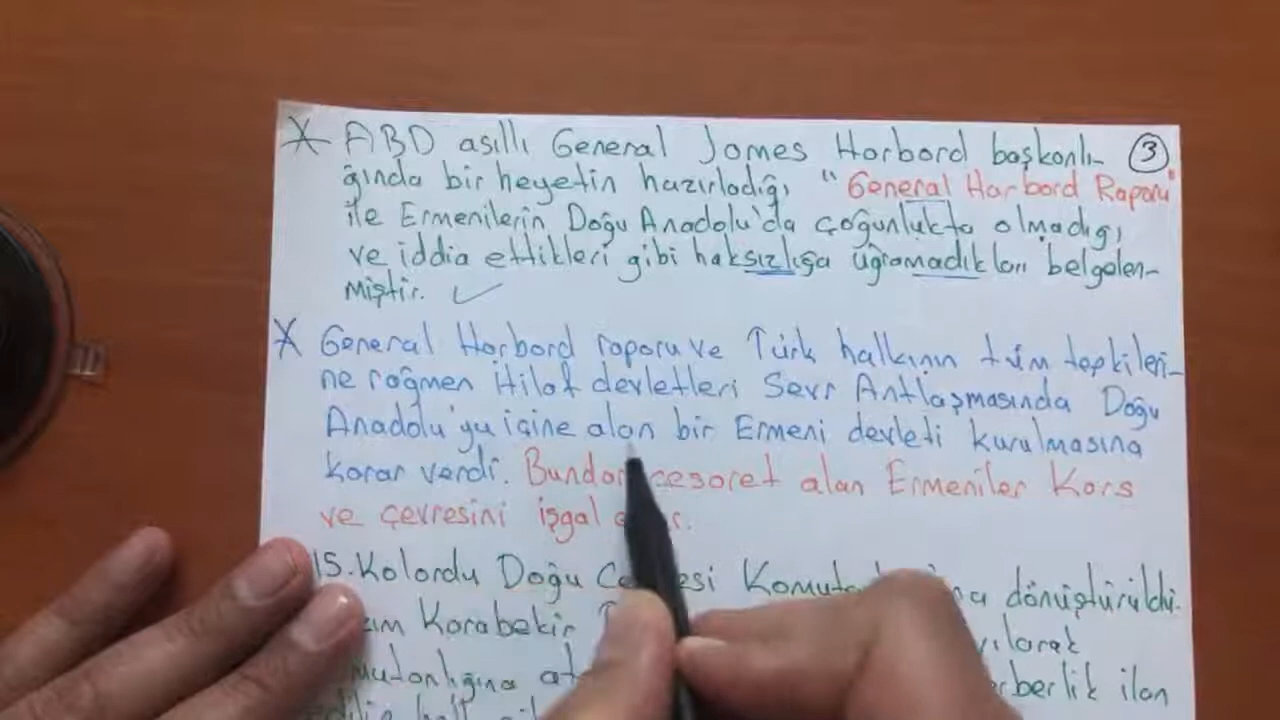 * ABD asıllı General James Harbord başkanlı- 3
ğında bir heyetin hazırladığı "General Harbord Raporu"
ile Ermenilerin Doğu Anadolu'da çoğunlukta olmadığı
ve iddia ettikleri gibi haksızlığa uğramadıkları belgelen-
miştir. ✓
* General Harbord raporu ve Türk halkının tüm tepkileri-
ne rağmen İtilaf devletleri Sevr Antlaşmasında Doğu
Anadolu'yu içine alan bir Ermeni devleti kurulmasına
karar verdi. cesaret alan Ermeniler Kars
ve çevresini işgal
15. Kolordu Doğu dönüştürüldü.
Karabekir
ilan